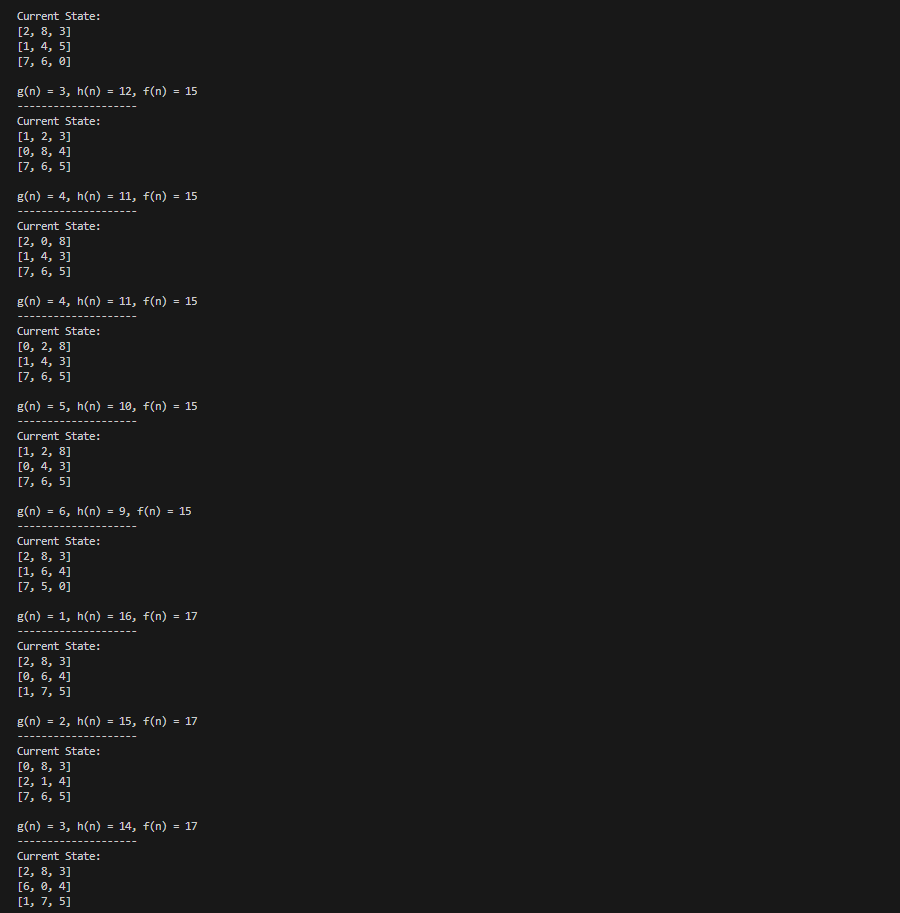 Current State:
[2, 8, 3]
[1, 4, 5]
[7, 6, 0]
g(n) = 3, h(n) = 12, f(n) = 15
--------------------
Current State:
[1, 2, 3]
[0, 8, 4]
[7, 6, 5]
g(n) = 4, h(n) = 11, f(n) = 15
--------------------
Current State:
[2, 0, 8]
[1, 4, 3]
[7, 6, 5]
g(n) = 4, h(n) = 11, f(n) = 15
--------------------
Current State:
[0, 2, 8]
[1, 4, 3]
[7, 6, 5]
g(n) = 5, h(n) = 10, f(n) = 15
--------------------
Current State:
[1, 2, 8]
[0, 4, 3]
[7, 6, 5]
g(n) = 6, h(n) = 9, f(n) = 15
--------------------
Current State:
[2, 8, 3]
[1, 6, 4]
[7, 5, 0]
g(n) = 1, h(n) = 16, f(n) = 17
--------------------
Current State:
[2, 8, 3]
[0, 6, 4]
[1, 7, 5]
g(n) = 2, h(n) = 15, f(n) = 17
--------------------
Current State:
[0, 8, 3]
[2, 1, 4]
[7, 6, 5]
g(n) = 3, h(n) = 14, f(n) = 17
--------------------
Current State:
[2, 8, 3]
[6, 0, 4]
[1, 7, 5]